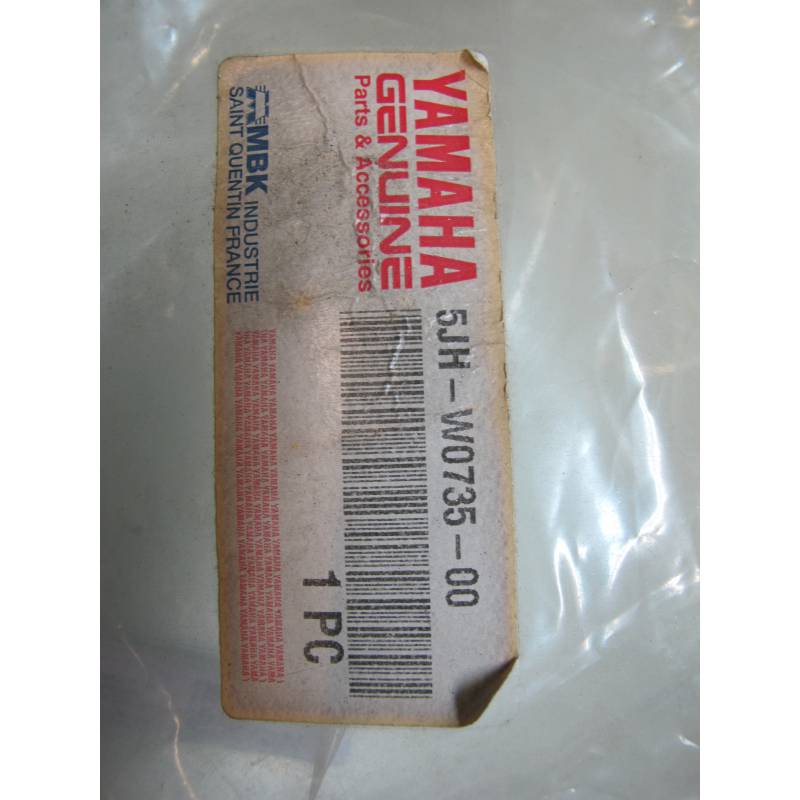 YAMAHA
GENUINE
Parts & Accessories
5JH-W0735-00
1 PC
MBK INDUSTRIE
SAINT QUENTIN FRANCE